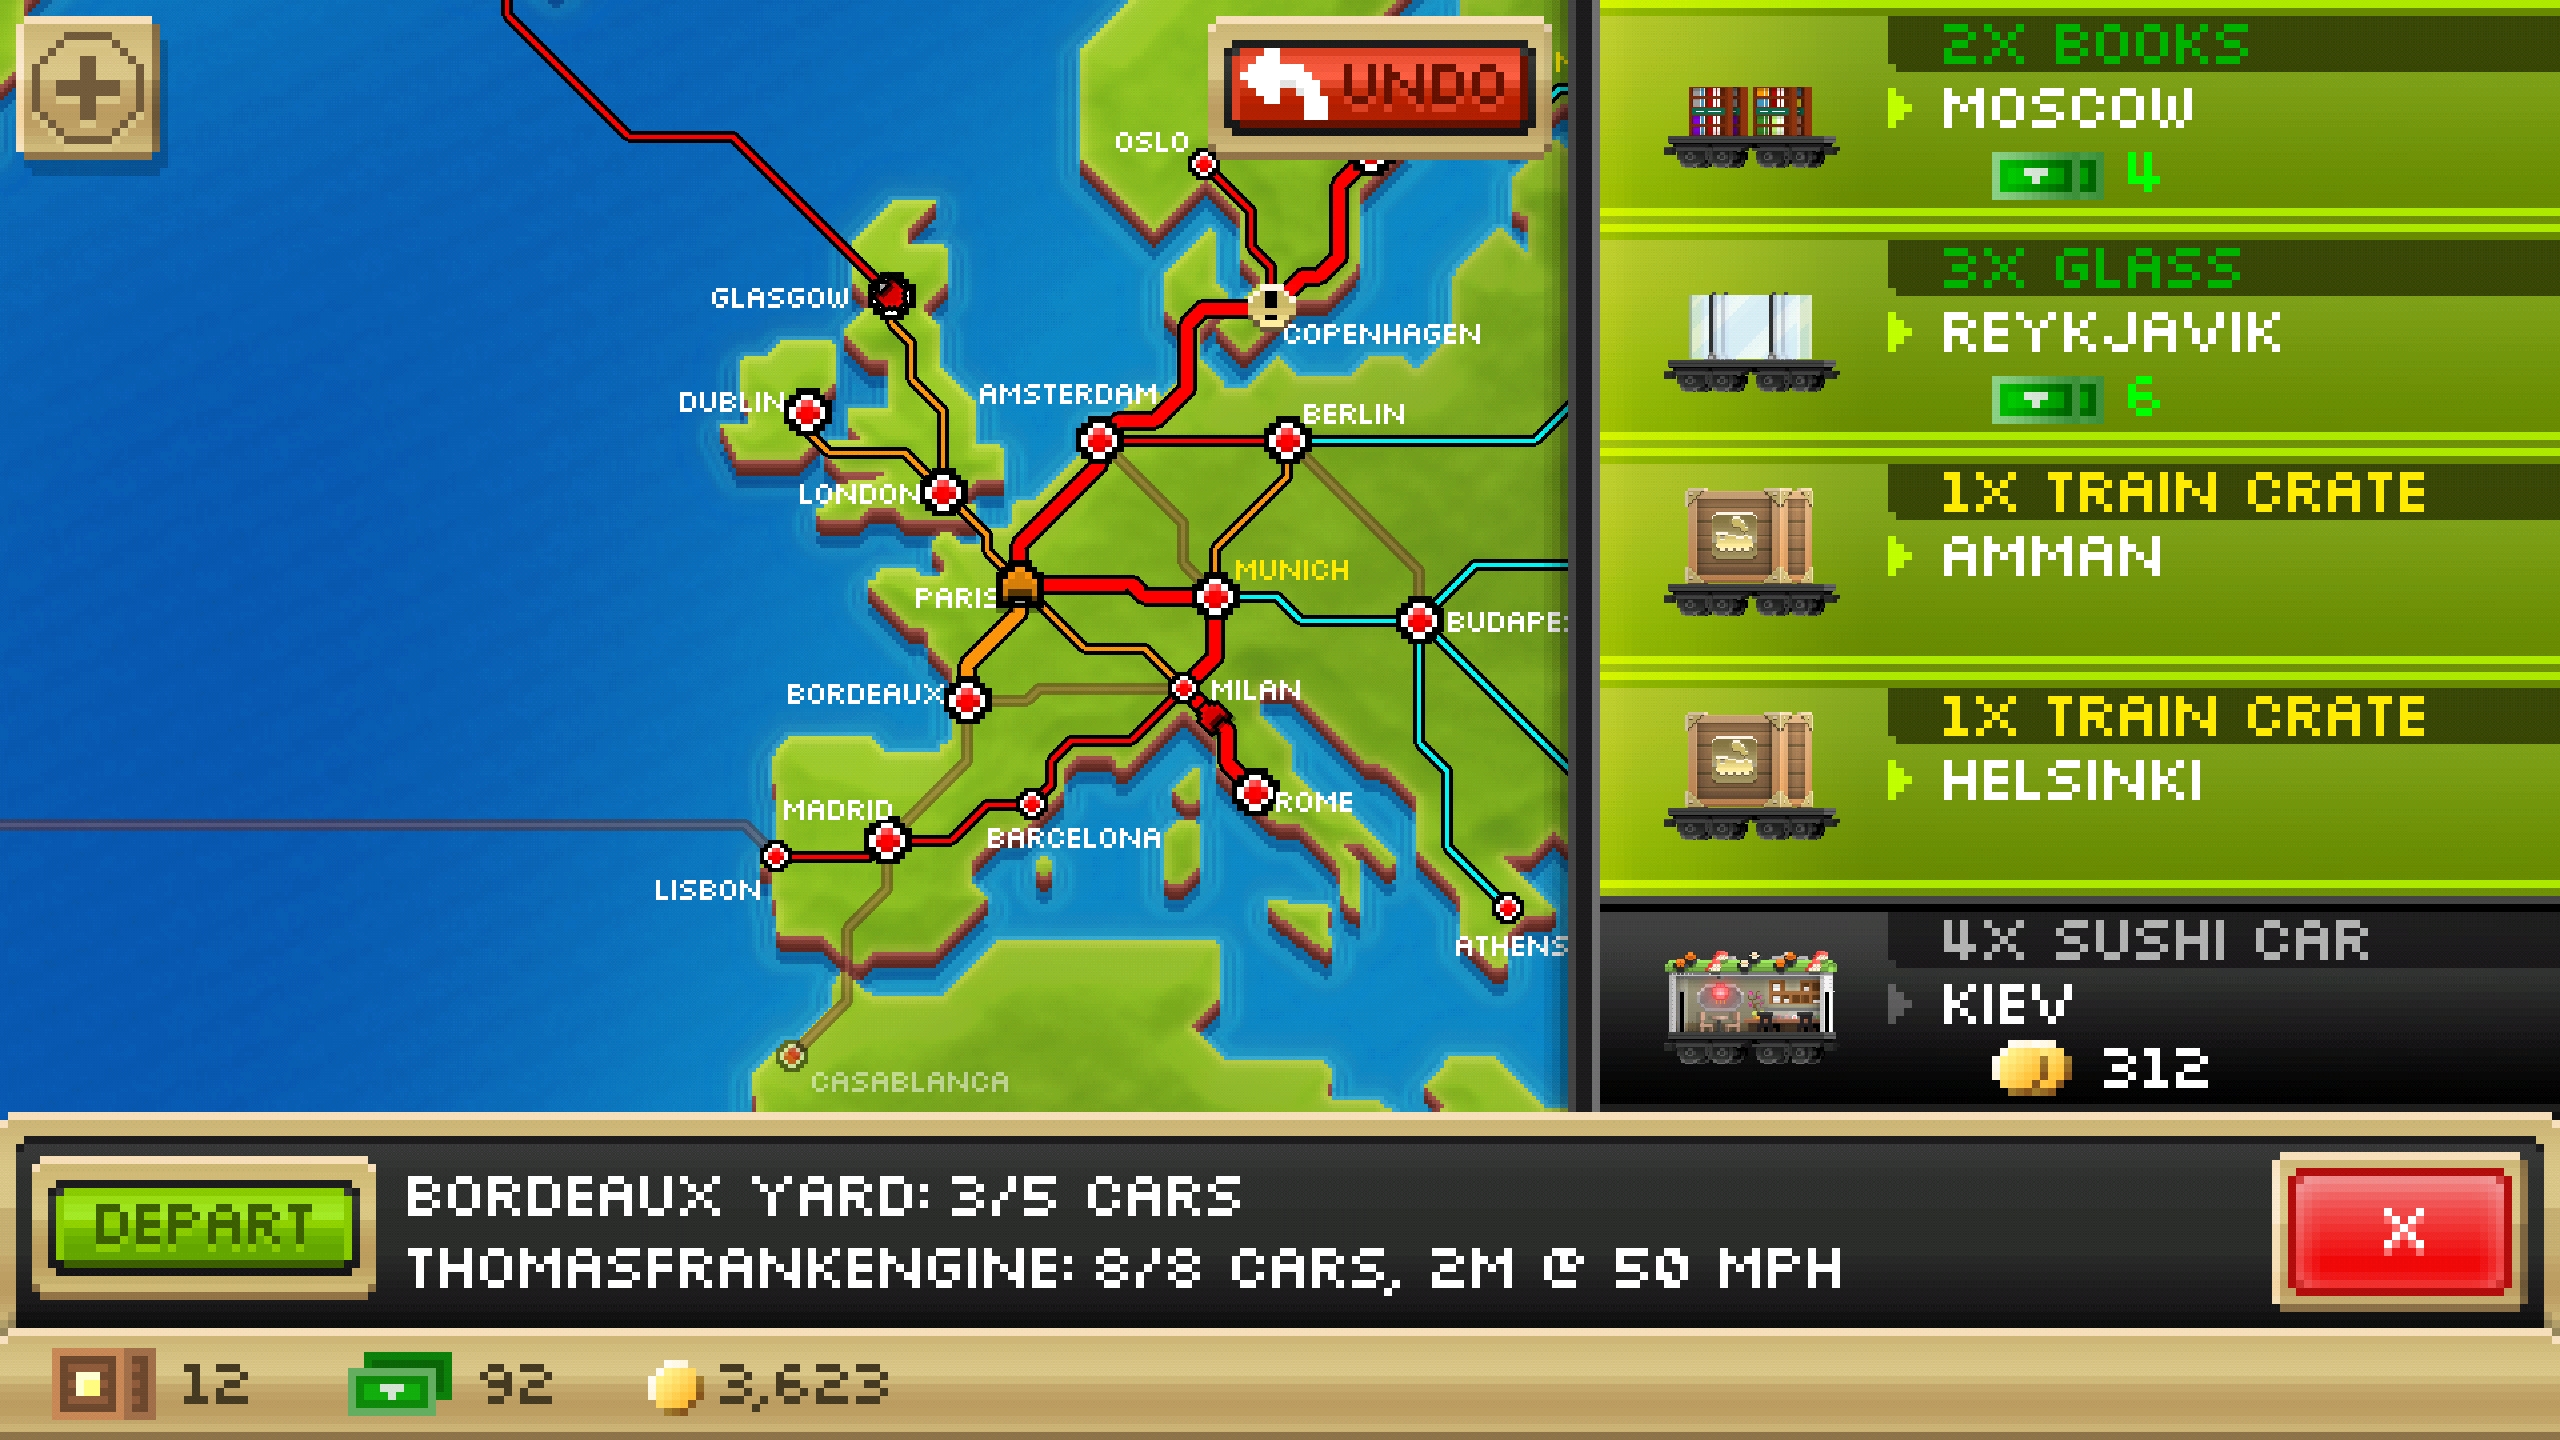 UNDO
OSLO
GLASGOW
COPENHAGEN
AMSTERDAM
DUBLIN
BERLIN
LONDON
MUNICH
PARIS
BUDAPES
BORDEAUX
MILAN
MADRID
ROME
BARCELONA
LISBON
ATHENS
CASABLANCA
2X BOOKS
MOSCOW
4
3X GLASS
REYKJAVIK
6
1X TRAIN CRATE
AMMAN
1X TRAIN CRATE
HELSINKI
4X SUSHI CAR
KIEV
312
DEPART
BORDEAUX YARD: 3/5 CARS
THOMASFRANKENGINE: 8/8 CARS, 2M @ 50 MPH
X
12
92
3,623